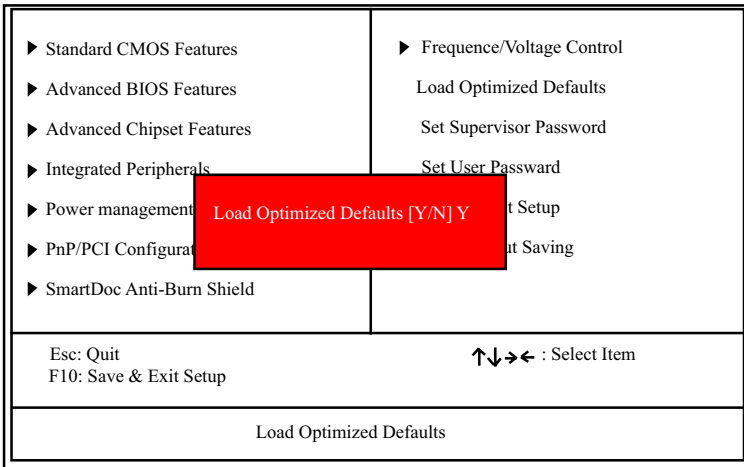 Standard CMOS Features
Advanced BIOS Features
Advanced Chipset Features
Integrated Peripherals
Power management
PnP/PCI
SmartDoc Anti-Burn Shield
Frequence/Voltage Control
Load Optimized Defaults
Set Supervisor Password
Set User Passward
Setup
Saving
Load Optimized Defaults [Y/N] Y
Esc: Quit
F10: Save & Exit Setup
↑↓→← : Select Item
Load Optimized Defaults